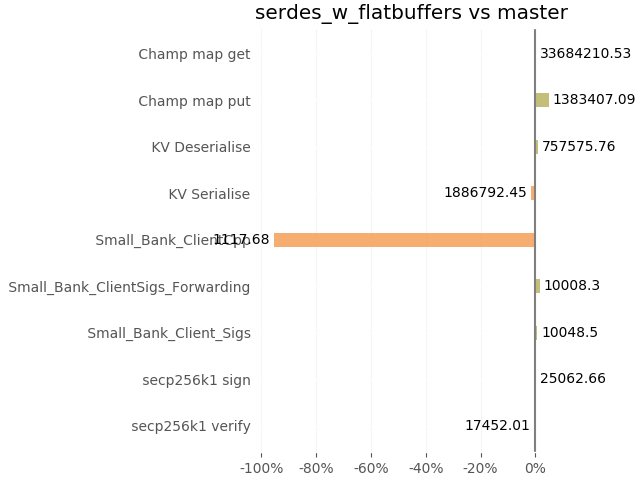 serdes_w_flatbuffers vs master
Champ map get 33684210.53
Champ map put 1383407.09
KV Deserialise 757575.76
KV Serialise 1886792.45
Small_Bank_ClientCpp 1117.68
Small_Bank_ClientSigs_Forwarding 10008.3
Small_Bank_Client_Sigs 10048.5
secp256k1 sign 25062.66
secp256k1 verify 17452.01
-100% -80% -60% -40% -20% 0%